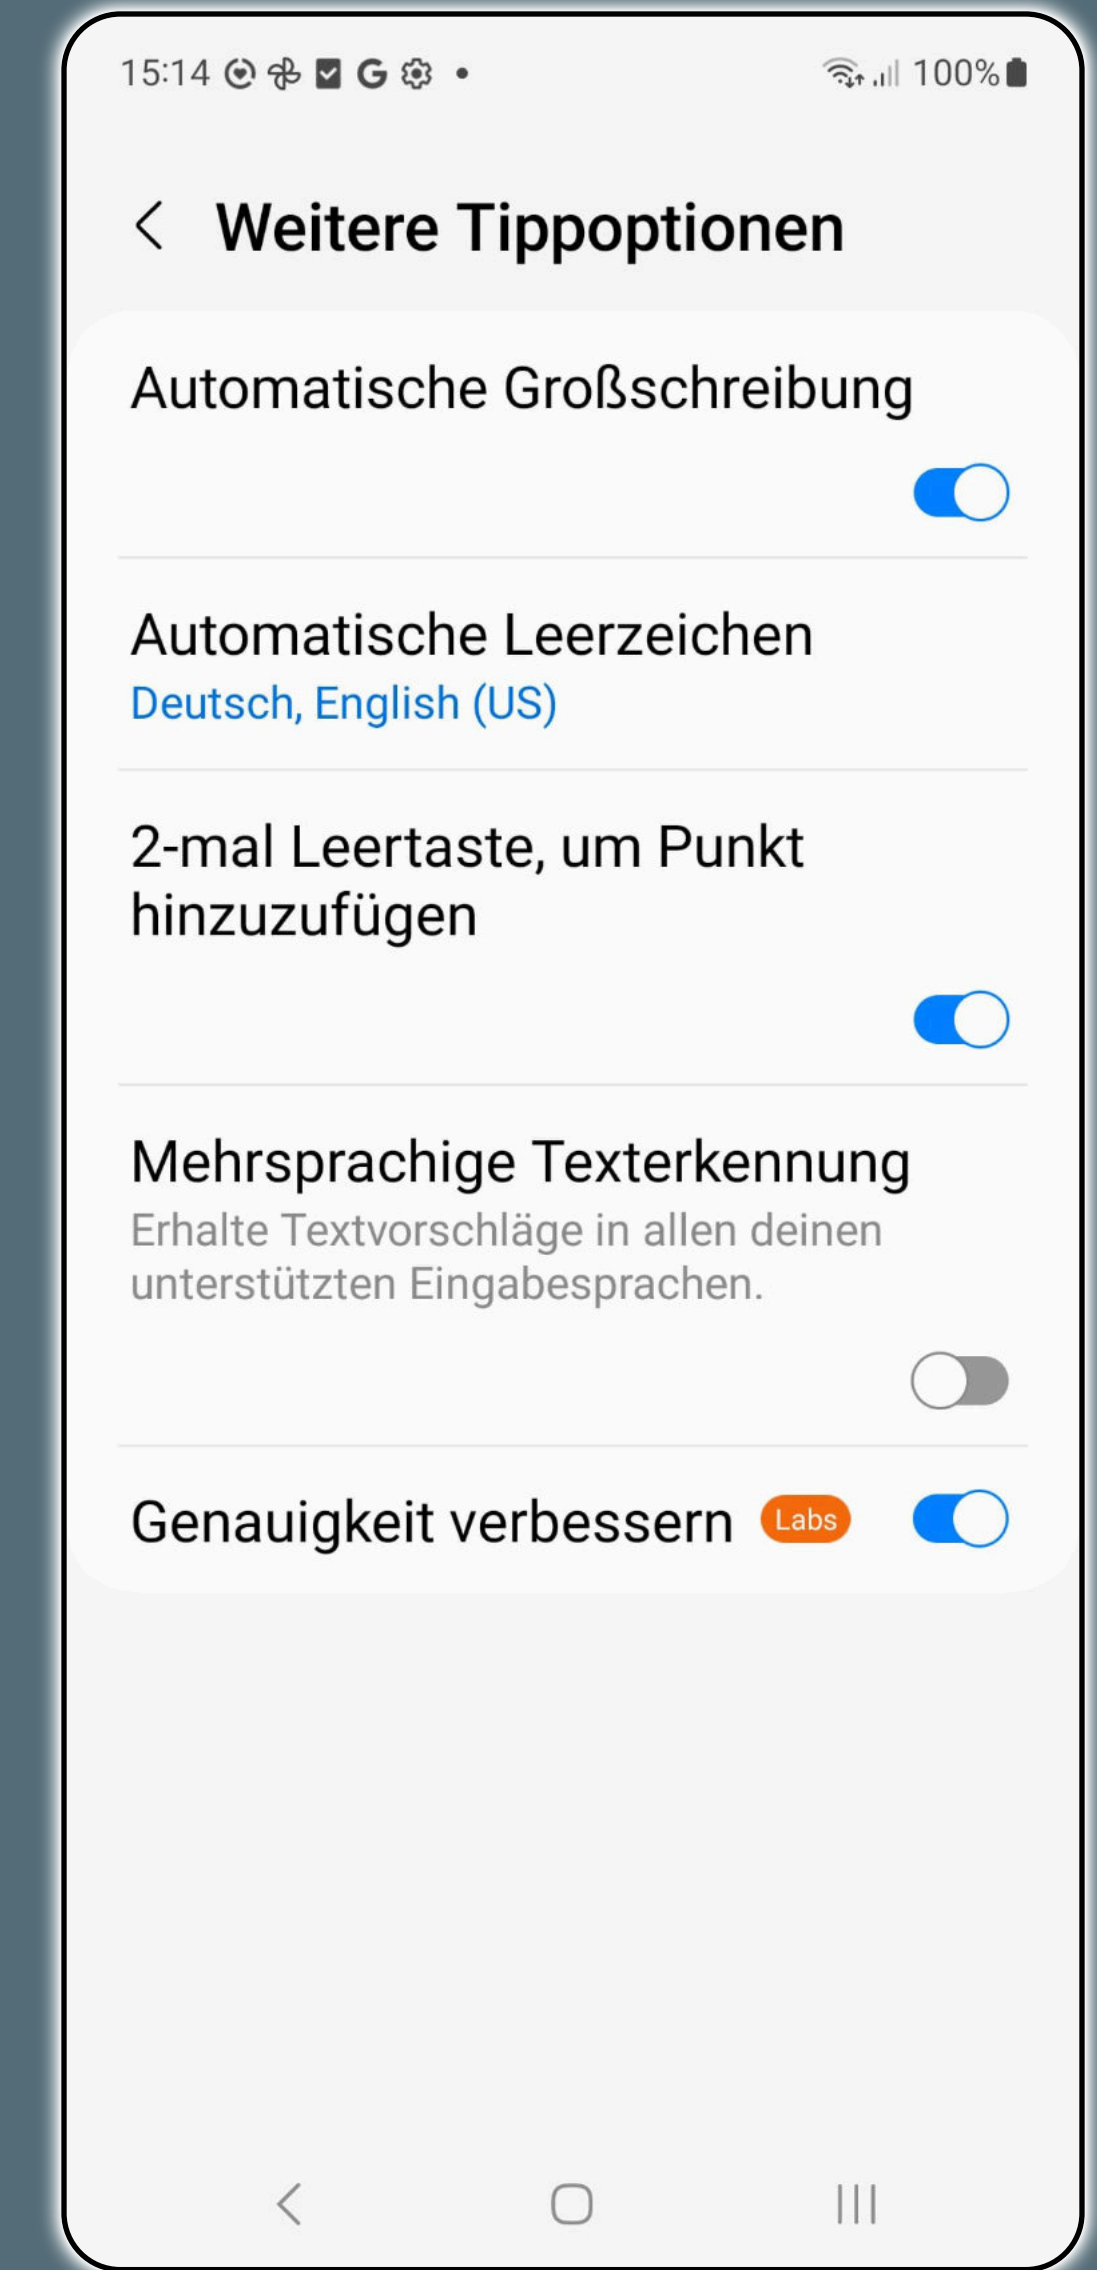 15:14 100%
Weitere Tippoptionen
Automatische Großschreibung
Automatische Leerzeichen
Deutsch, English (US)
2-mal Leertaste, um Punkt
hinzuzufügen
Mehrsprachige Texterkennung
Erhalte Textvorschläge in allen deinen
unterstützten Eingabesprachen.
Genauigkeit verbessern Labs